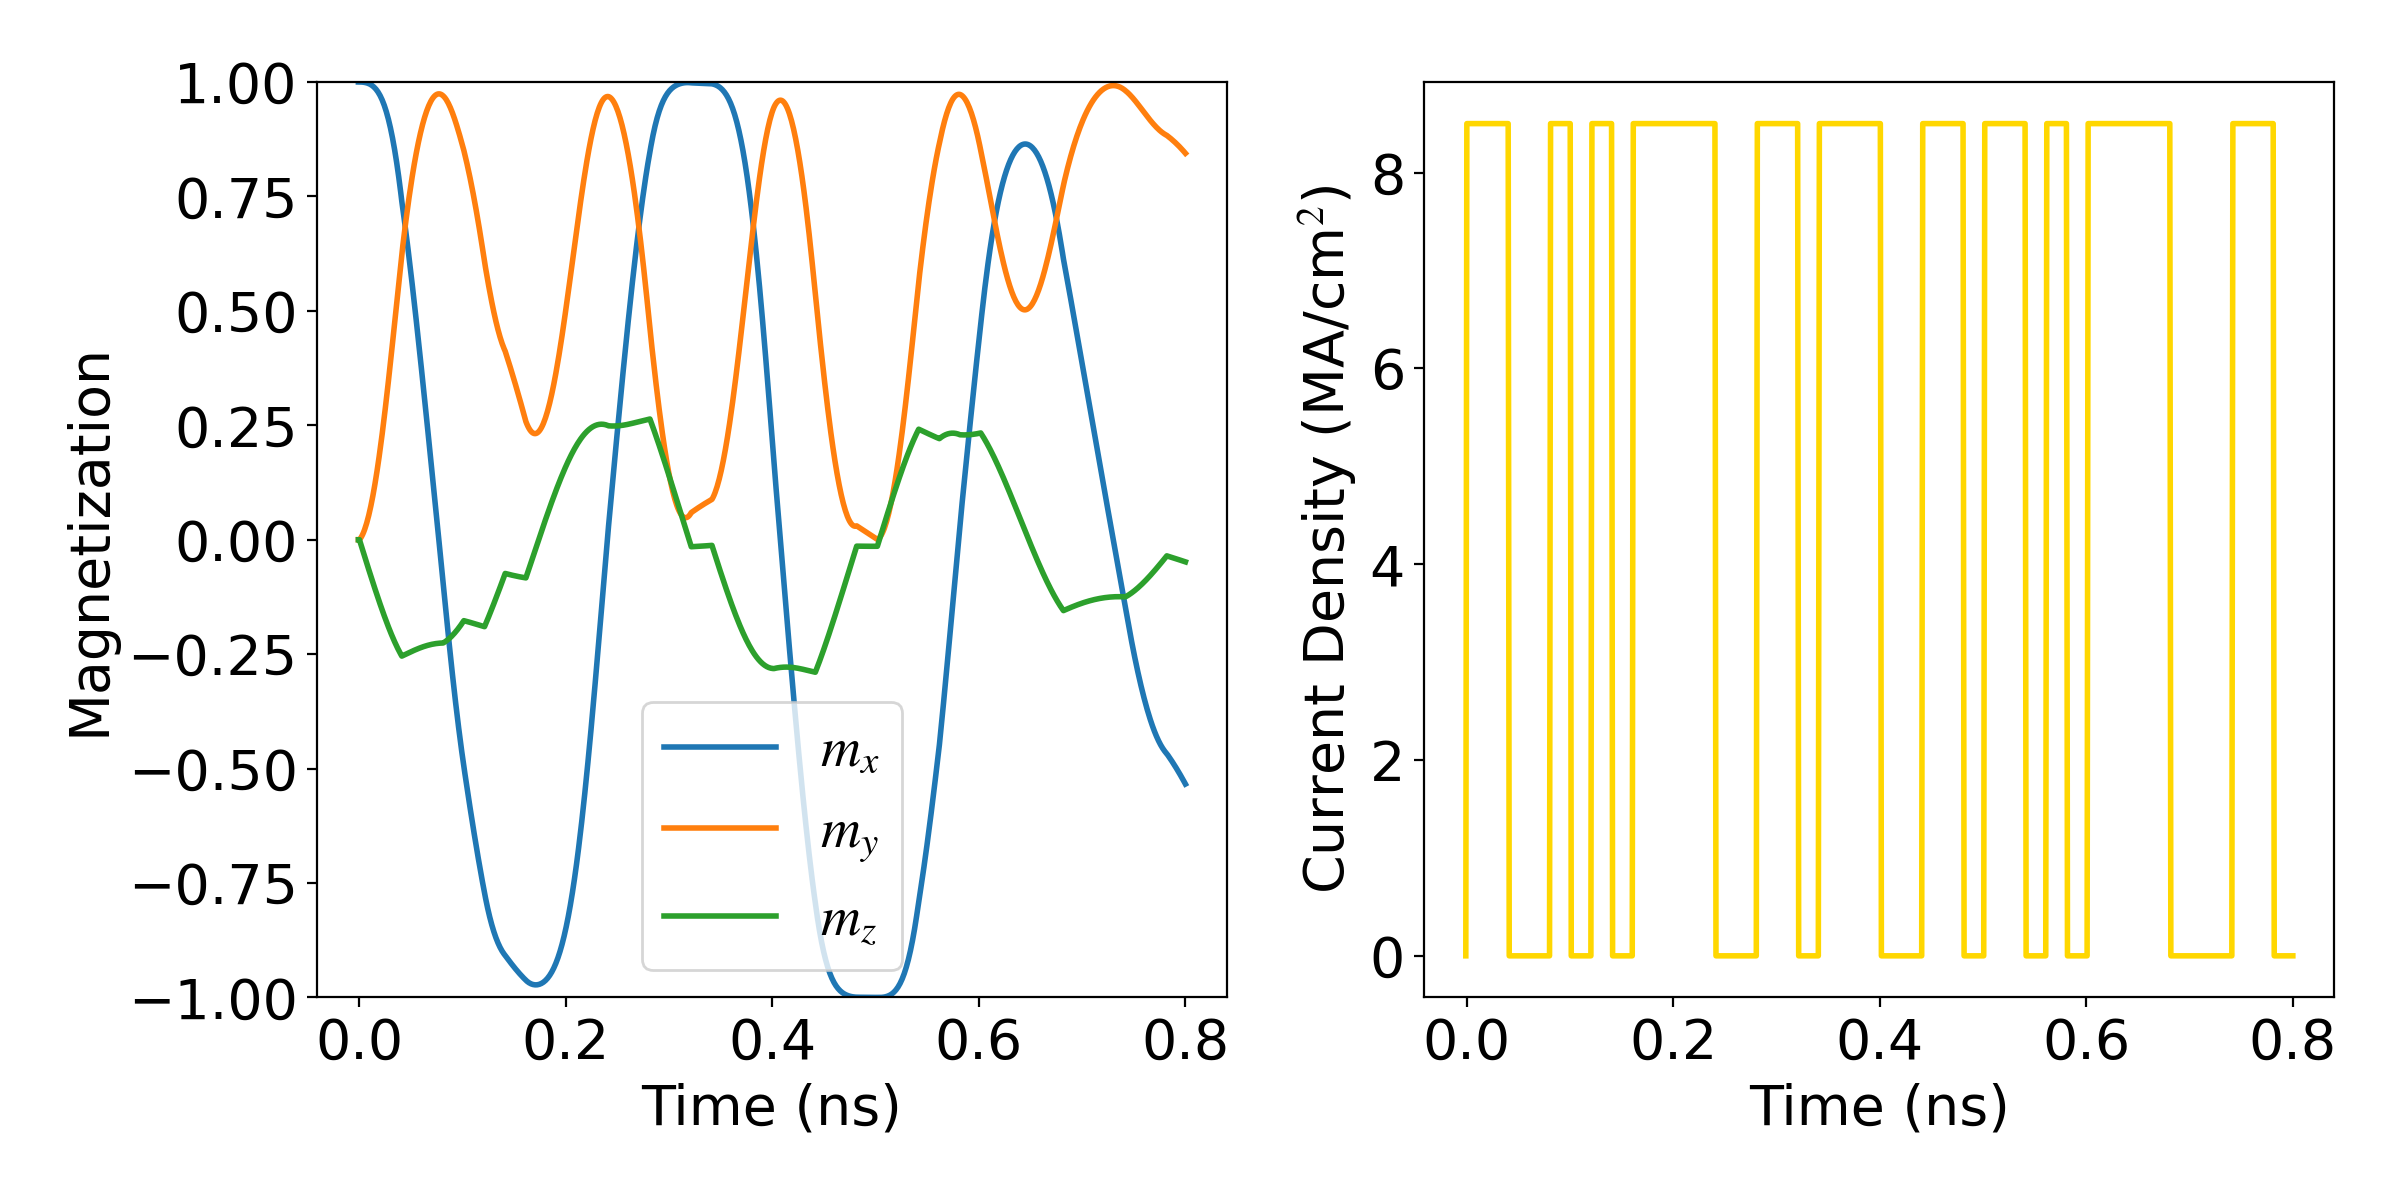 1.00
0.75
0.50
0.25
0.00
−0.25
−0.50
−0.75
−1.00
Magnetization
0.0 0.2 0.4 0.6 0.8
Time (ns)
m_x
m_y
m_z
8
6
4
2
0
Current Density (MA/cm²)
0.0 0.2 0.4 0.6 0.8
Time (ns)